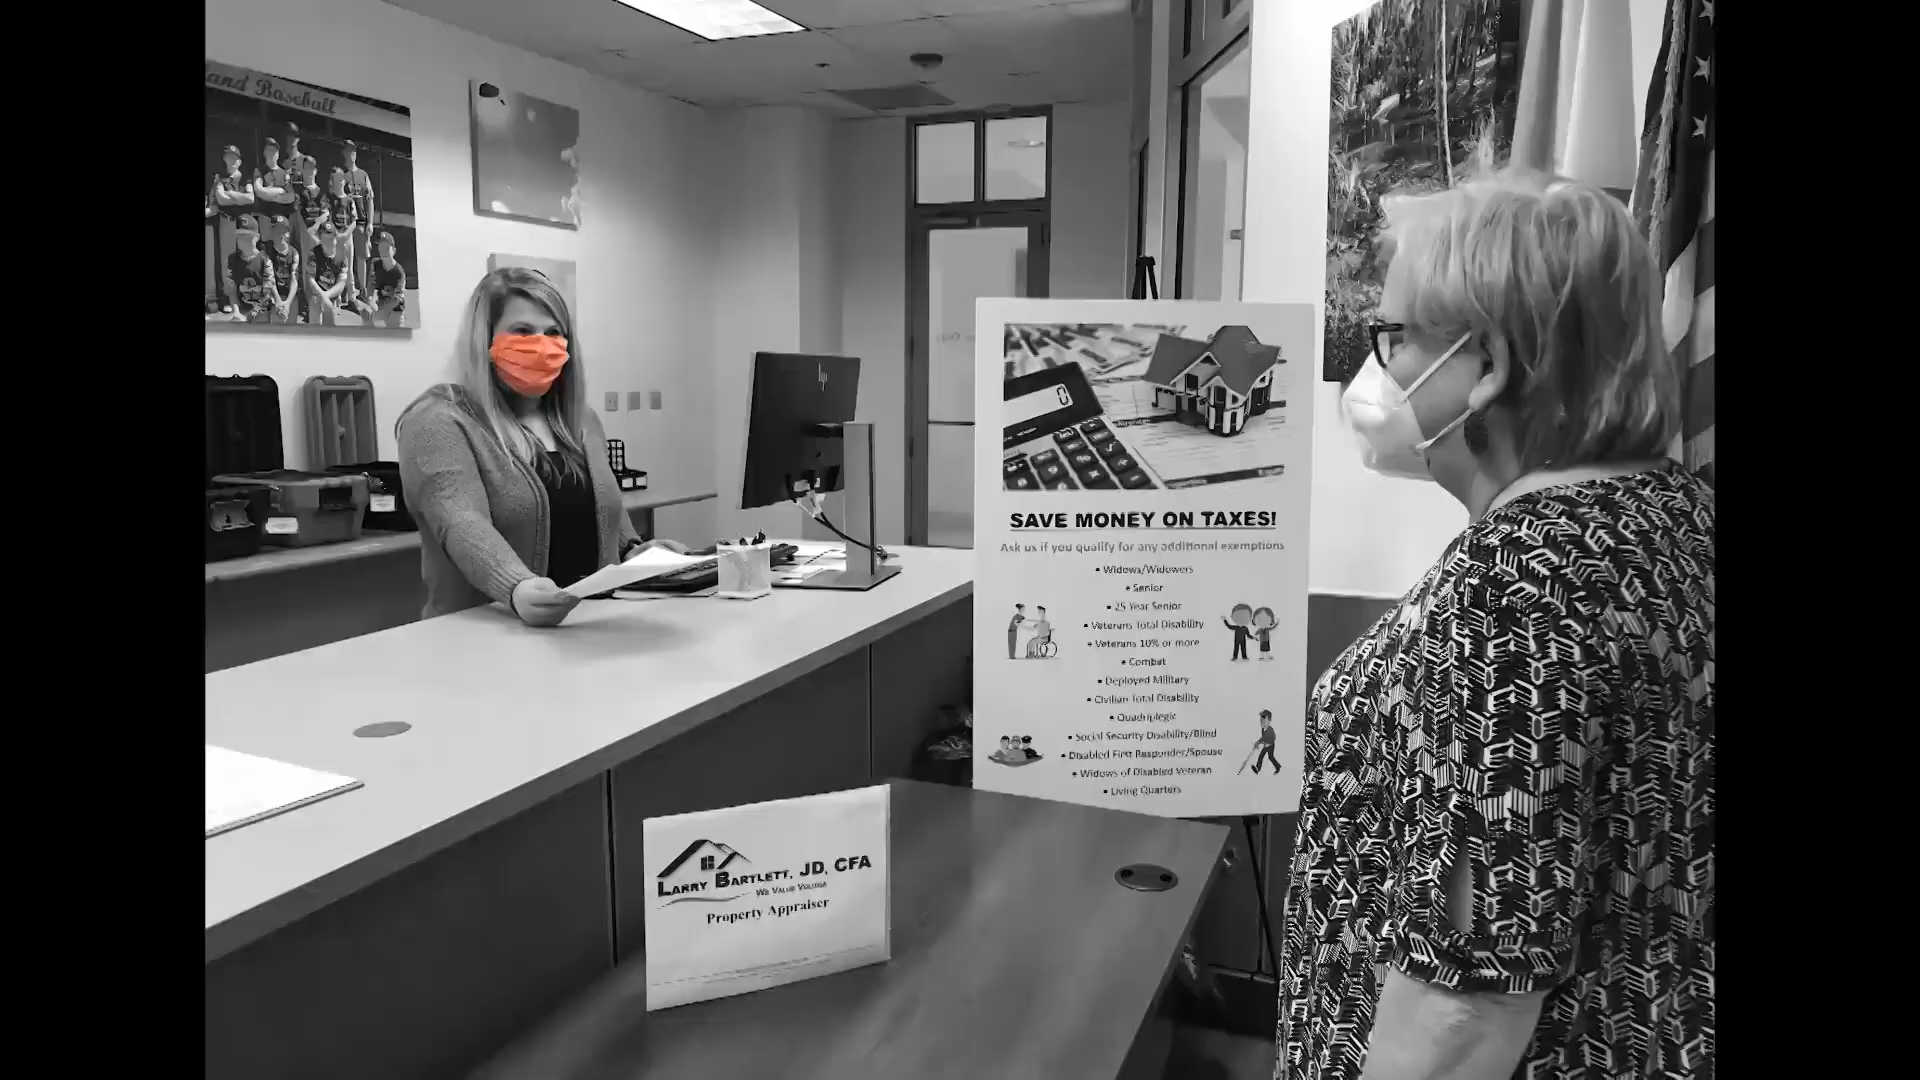 and Baseball
hp
0
SAVE MONEY ON TAXES!
Ask us if you qualify for any additional exemptions
• Widows/Widowers
• Senior
• 25 Year Senior
• Veterans Total Disability
• Veterans 10% or more
• Combat
• Deployed Military
• Civilian Total Disability
• Quadriplegic
• Social Security Disability/Blind
• Disabled First Responder/Spouse
• Widows of Disabled Veteran
• Living Quarters
LARRY BARTLETT, JD, CFA
WE VALUE VOLUSIA
Property Appraiser